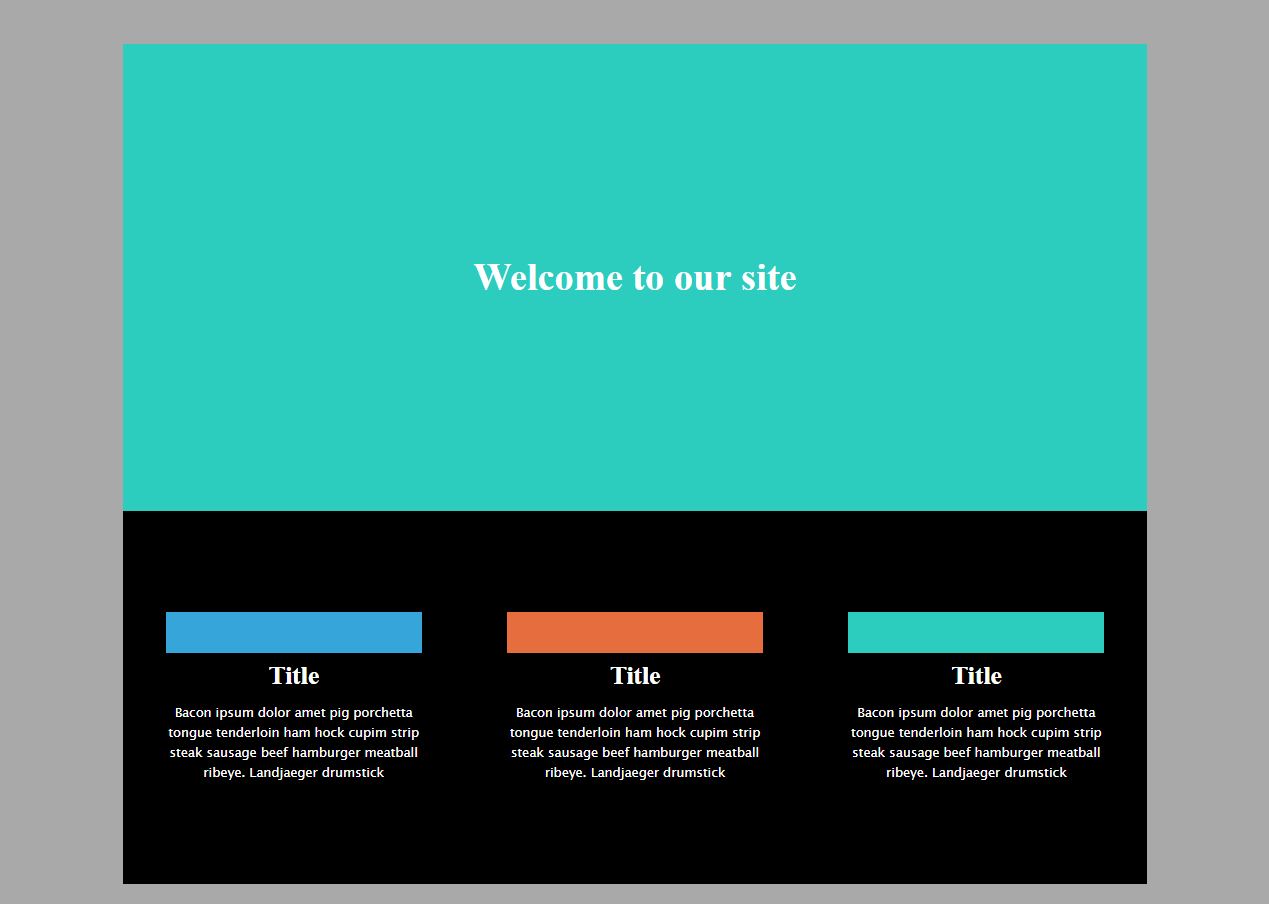 Welcome to our site
Title
Bacon ipsum dolor amet pig porchetta
tongue tenderloin ham hock cupim strip
steak sausage beef hamburger meatball
ribeye. Landjaeger drumstick
Title
Bacon ipsum dolor amet pig porchetta
tongue tenderloin ham hock cupim strip
steak sausage beef hamburger meatball
ribeye. Landjaeger drumstick
Title
Bacon ipsum dolor amet pig porchetta
tongue tenderloin ham hock cupim strip
steak sausage beef hamburger meatball
ribeye. Landjaeger drumstick